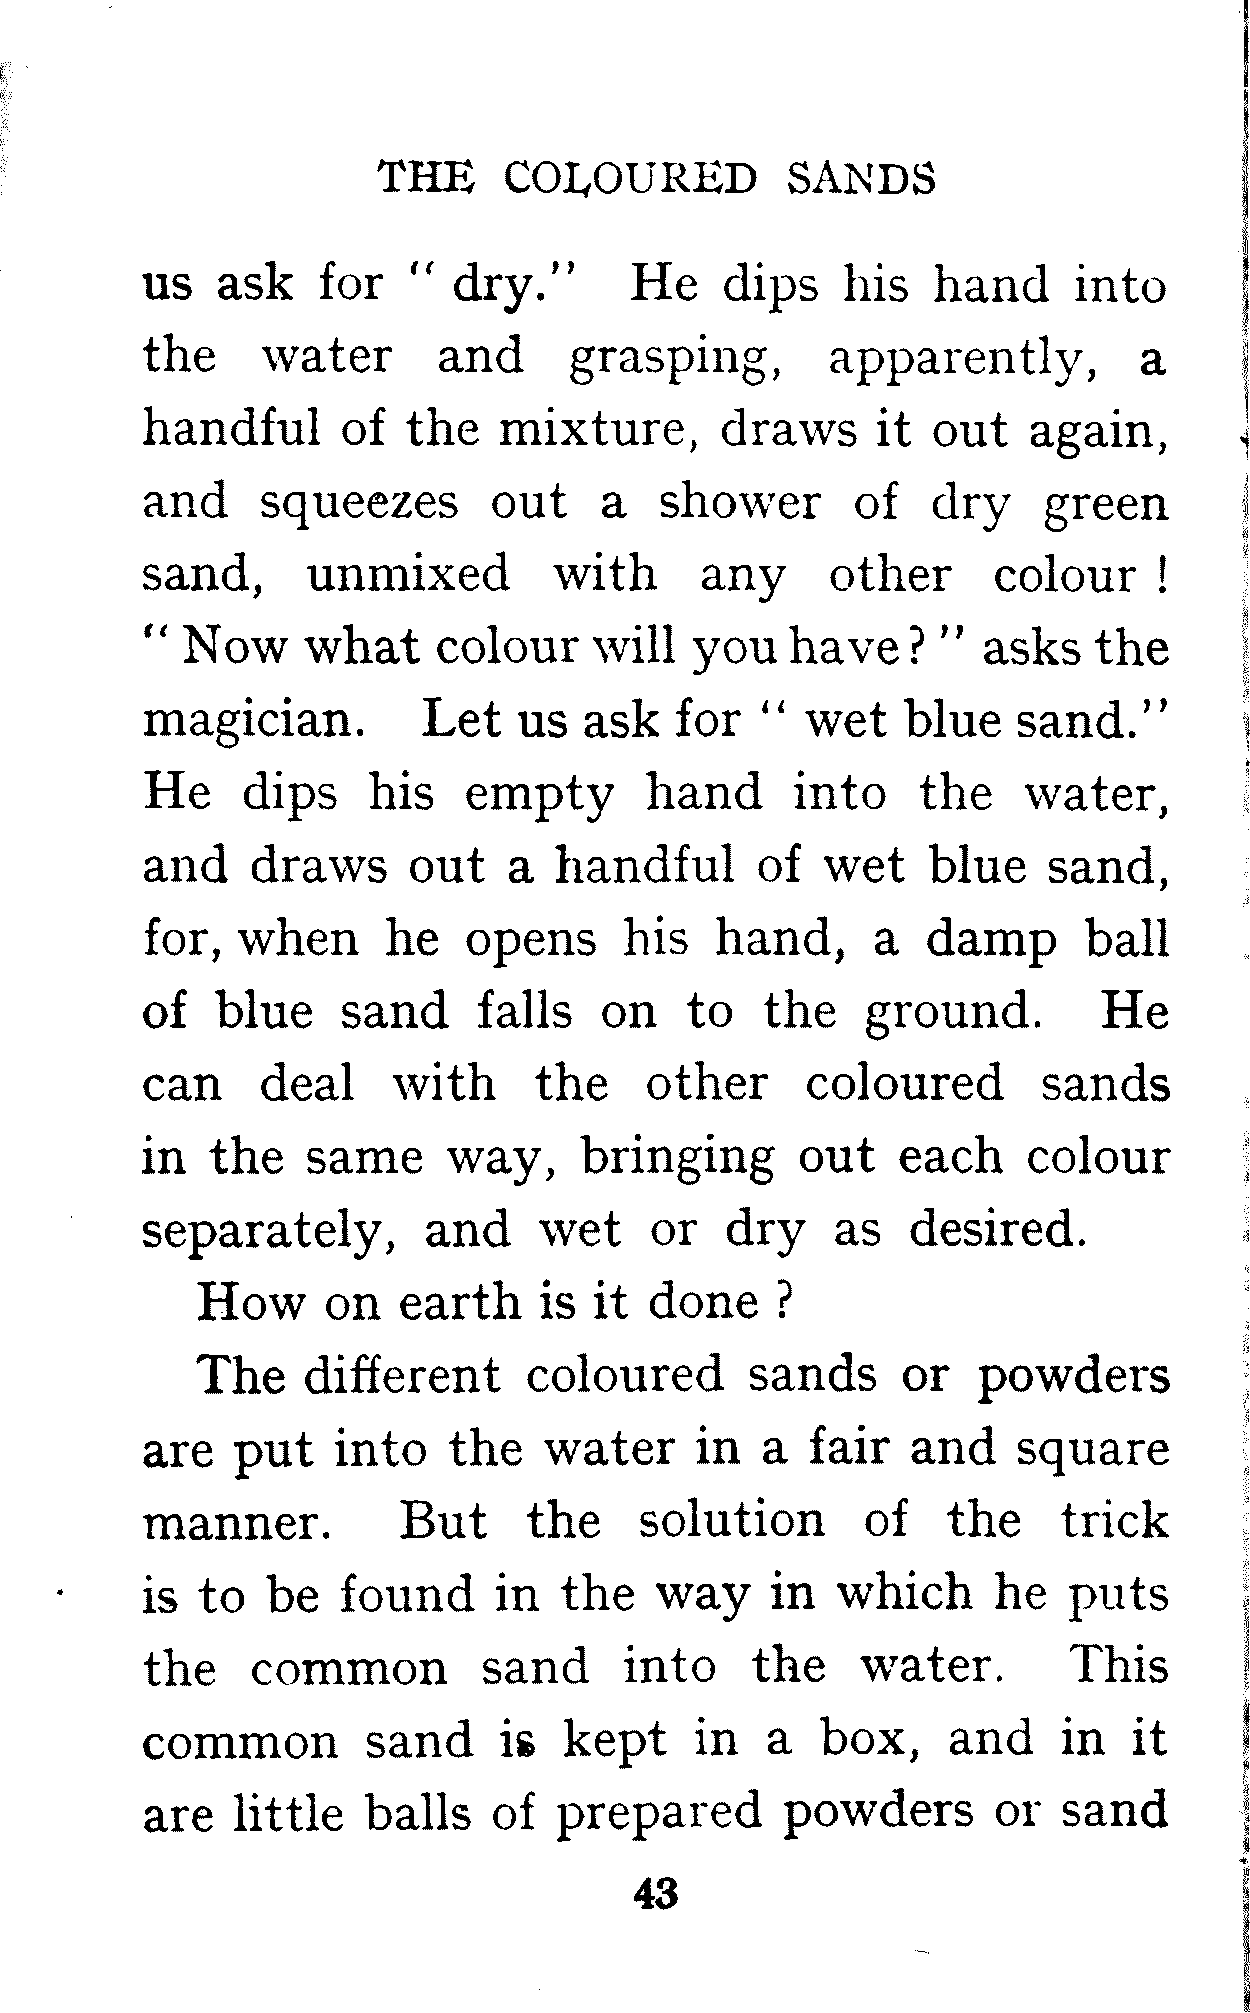 THE COLOURED SANDS
us ask for " dry." He dips his hand into
the water and grasping, apparently, a
handful of the mixture, draws it out again,
and squeezes out a shower of dry green
sand, unmixed with any other colour !
" Now what colour will you have? " asks the
magician. Let us ask for " wet blue sand."
He dips his empty hand into the water,
and draws out a handful of wet blue sand,
for, when he opens his hand, a damp ball
of blue sand falls on to the ground. He
can deal with the other coloured sands
in the same way, bringing out each colour
separately, and wet or dry as desired.
How on earth is it done ?
The different coloured sands or powders
are put into the water in a fair and square
manner. But the solution of the trick
is to be found in the way in which he puts
the common sand into the water. This
common sand is kept in a box, and in it
are little balls of prepared powders or sand
43